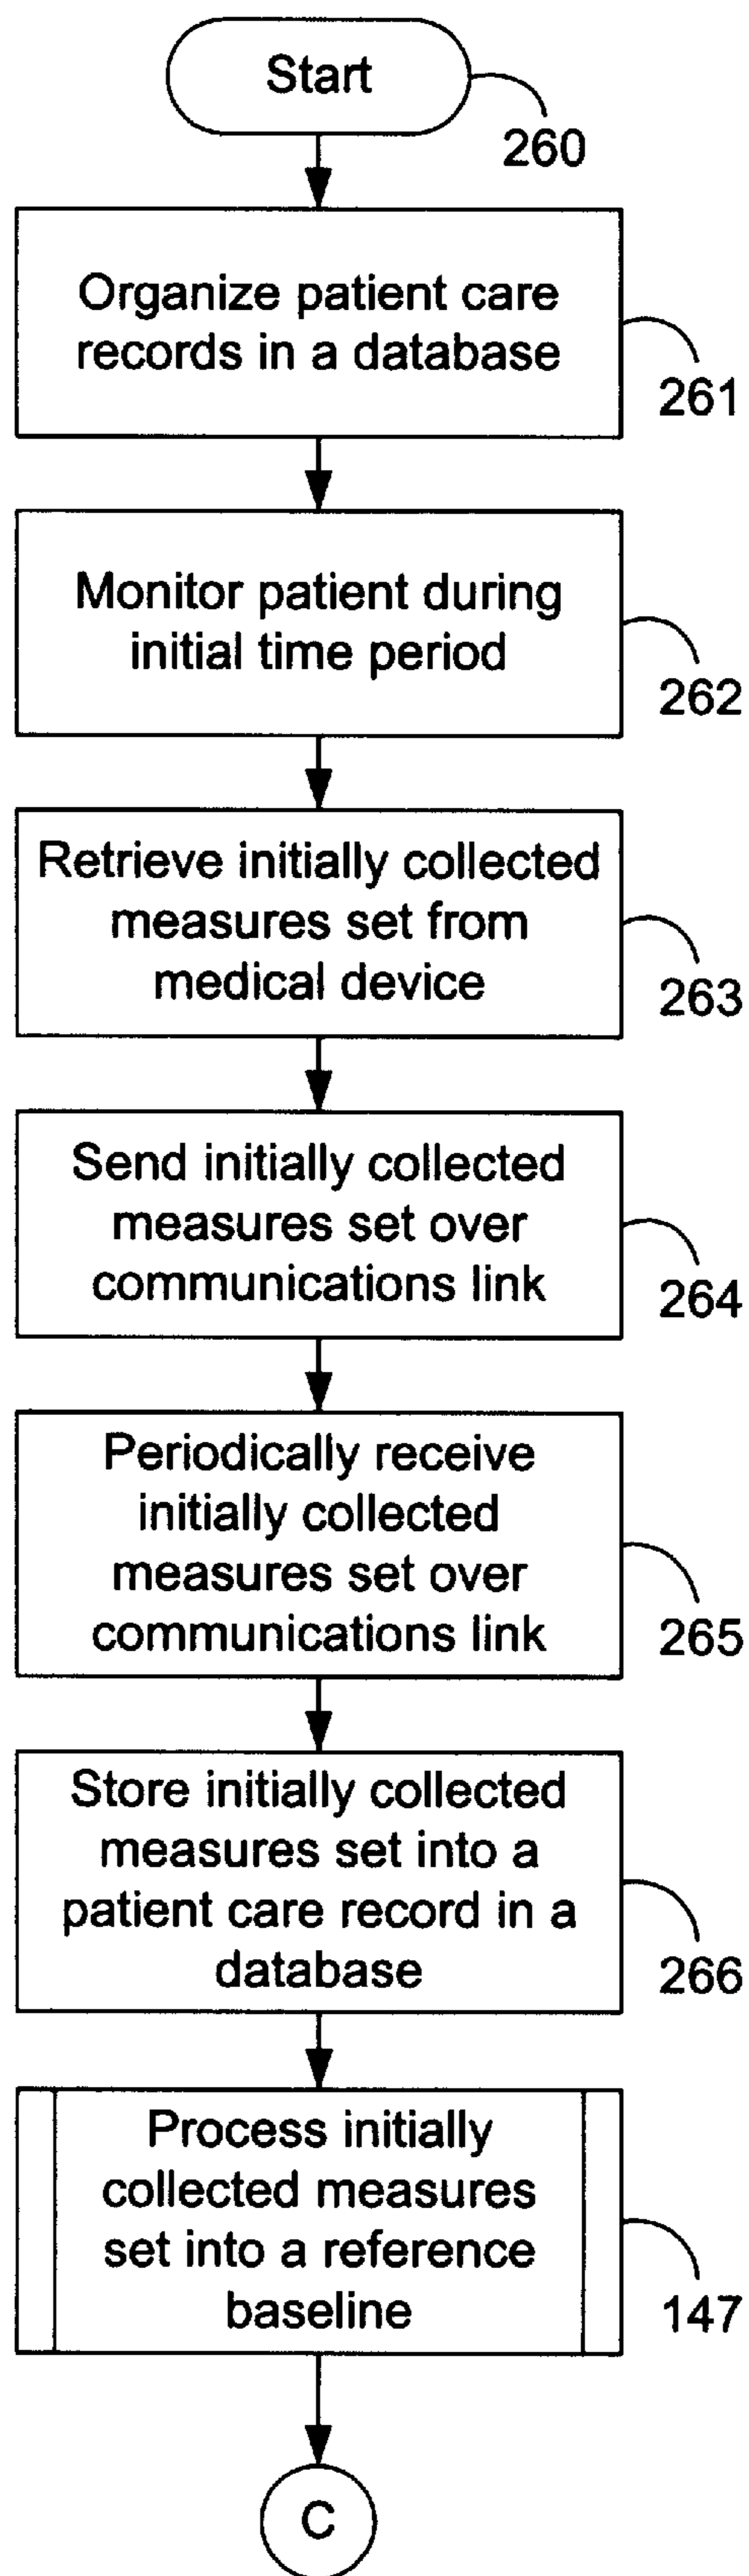 Start
260
Organize patient care
records in a database
261
Monitor patient during
initial time period
262
Retrieve initially collected
measures set from
medical device
263
Send initially collected
measures set over
communications link
264
Periodically receive
initially collected
measures set over
communications link
265
Store initially collected
measures set into a
patient care record in a
database
266
Process initially
collected measures
set into a reference
baseline
147
C